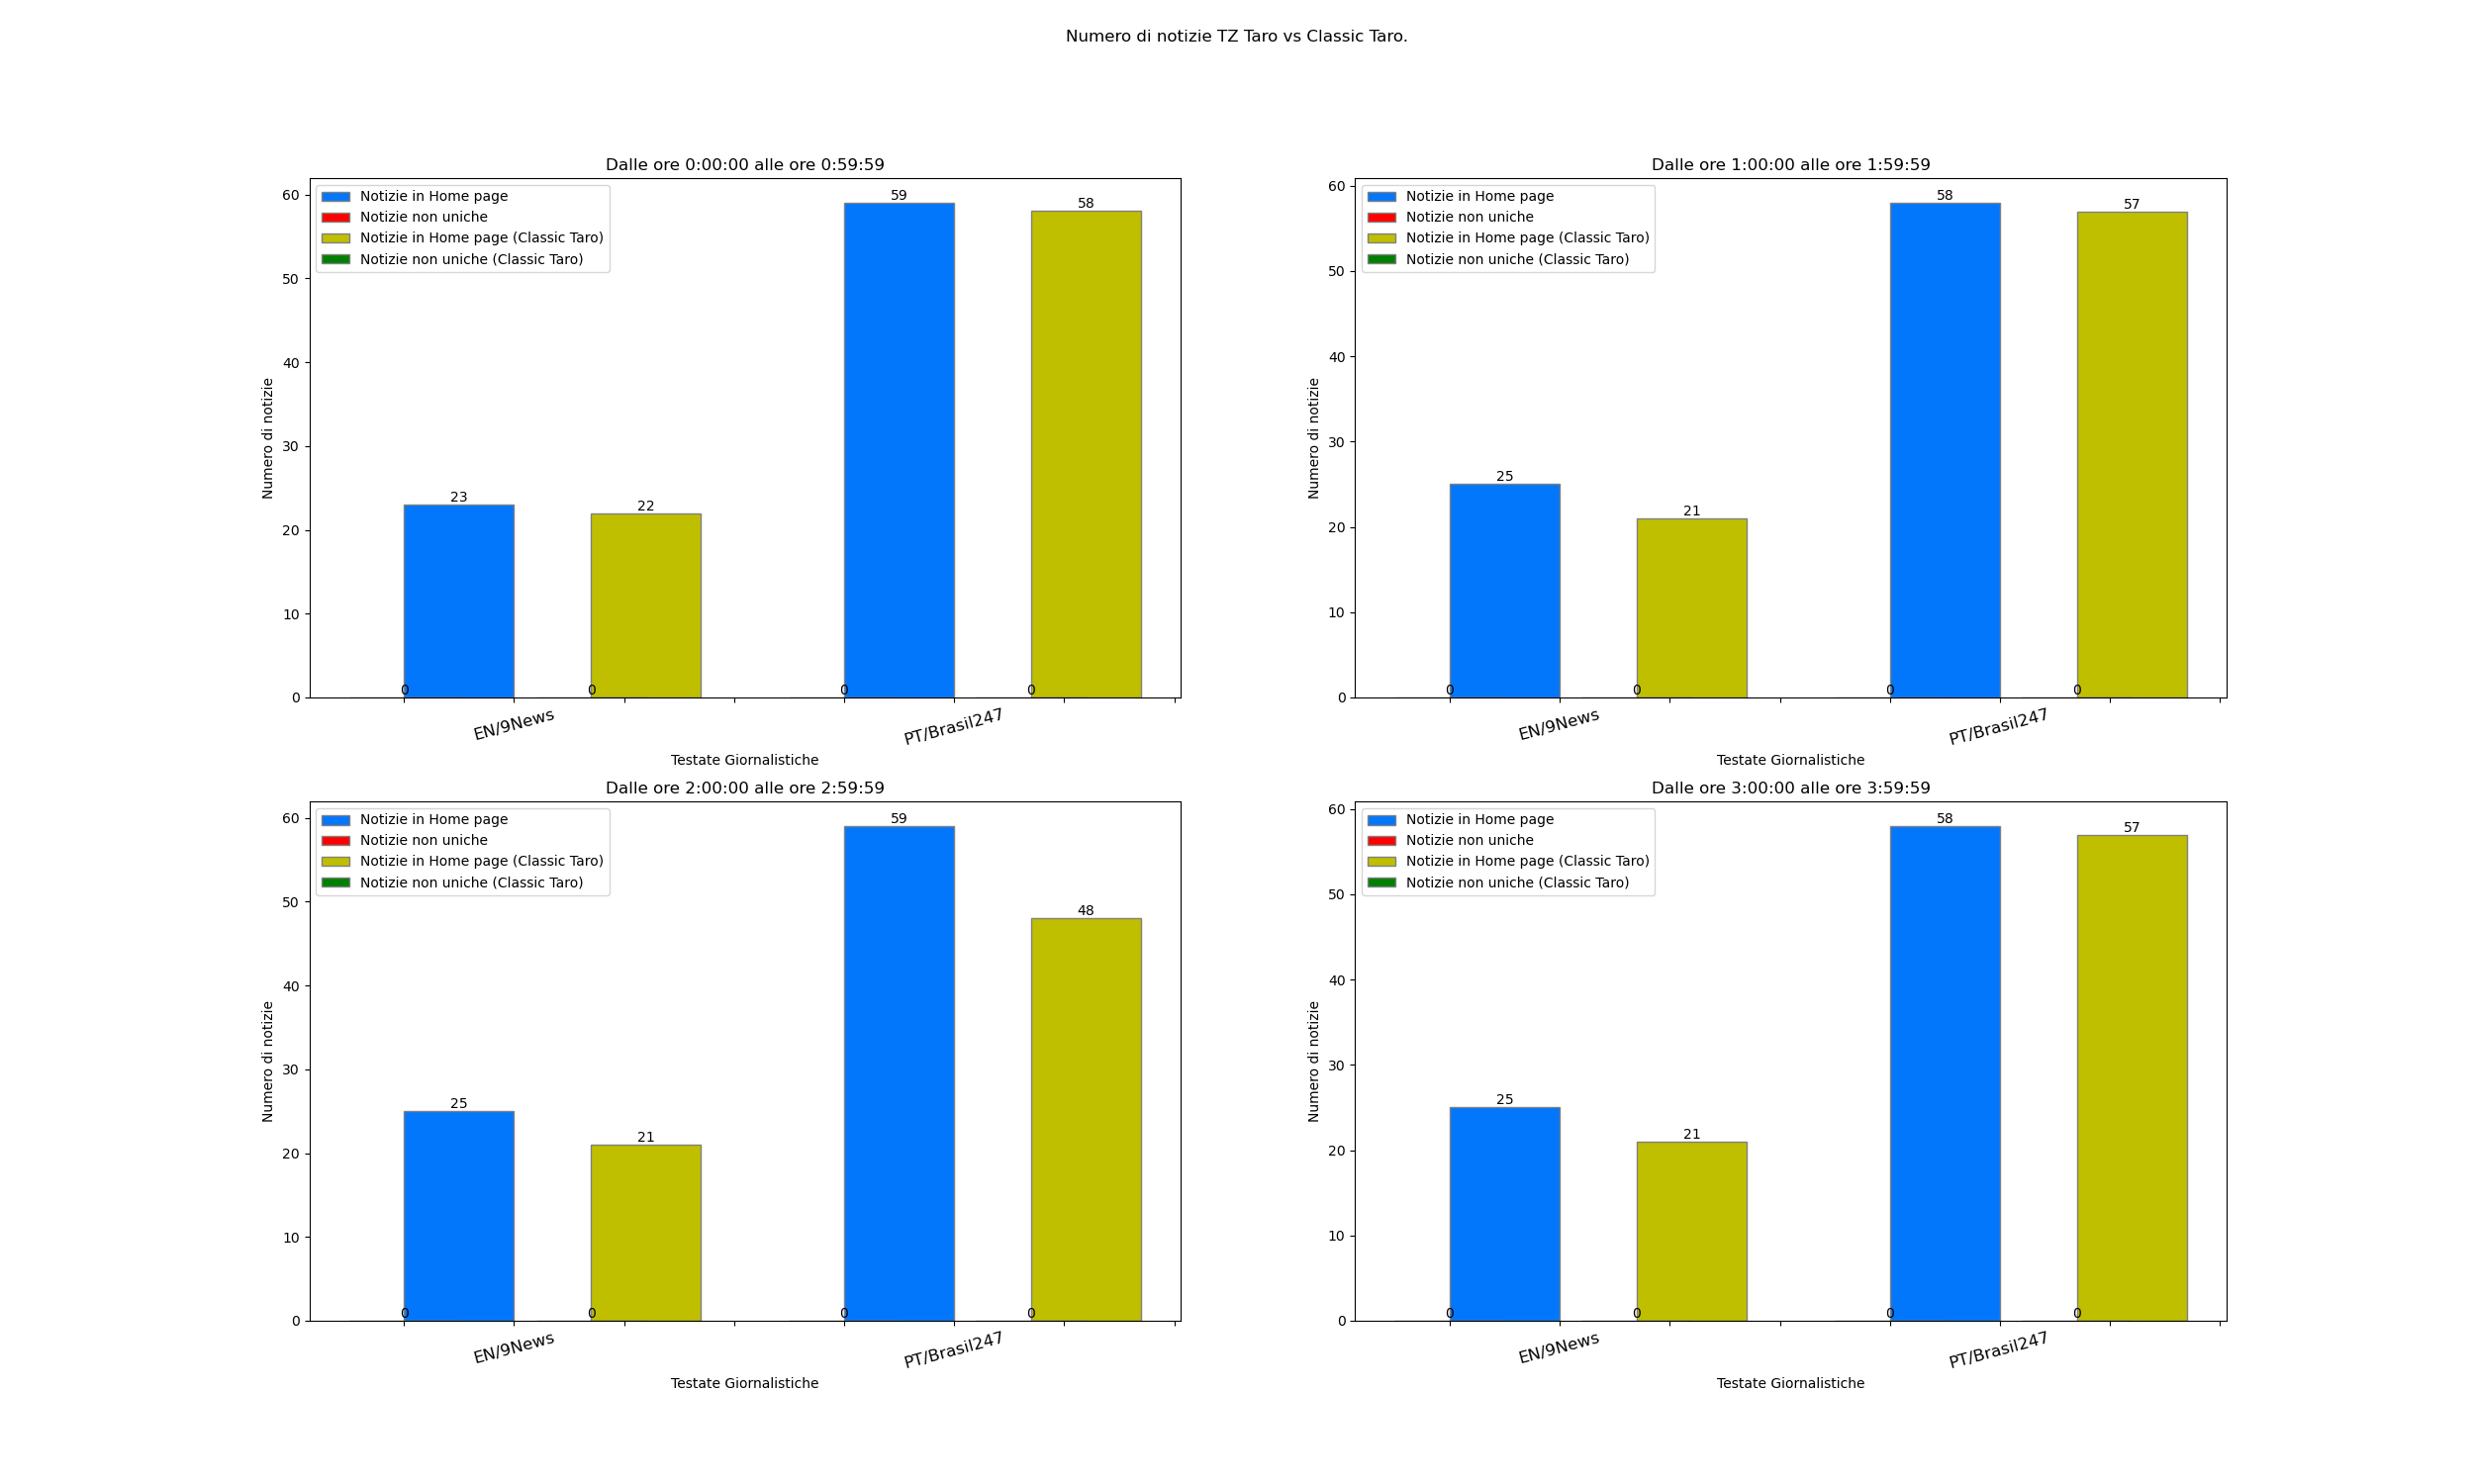 Numero di notizie TZ Taro vs Classic Taro.
Dalle ore 0:00:00 alle ore 0:59:59
Notizie in Home page
Notizie non uniche
Notizie in Home page (Classic Taro)
Notizie non uniche (Classic Taro)
Numero di notizie
60
50
40
30
20
10
0
23
22
59
58
0
0
0
0
EN/9News
PT/Brasil247
Testate Giornalistiche
Dalle ore 1:00:00 alle ore 1:59:59
Notizie in Home page
Notizie non uniche
Notizie in Home page (Classic Taro)
Notizie non uniche (Classic Taro)
Numero di notizie
60
50
40
30
20
10
0
25
21
58
57
0
0
0
0
EN/9News
PT/Brasil247
Testate Giornalistiche
Dalle ore 2:00:00 alle ore 2:59:59
Notizie in Home page
Notizie non uniche
Notizie in Home page (Classic Taro)
Notizie non uniche (Classic Taro)
Numero di notizie
60
50
40
30
20
10
0
25
21
59
48
0
0
0
0
EN/9News
PT/Brasil247
Testate Giornalistiche
Dalle ore 3:00:00 alle ore 3:59:59
Notizie in Home page
Notizie non uniche
Notizie in Home page (Classic Taro)
Notizie non uniche (Classic Taro)
Numero di notizie
60
50
40
30
20
10
0
25
21
58
57
0
0
0
0
EN/9News
PT/Brasil247
Testate Giornalistiche